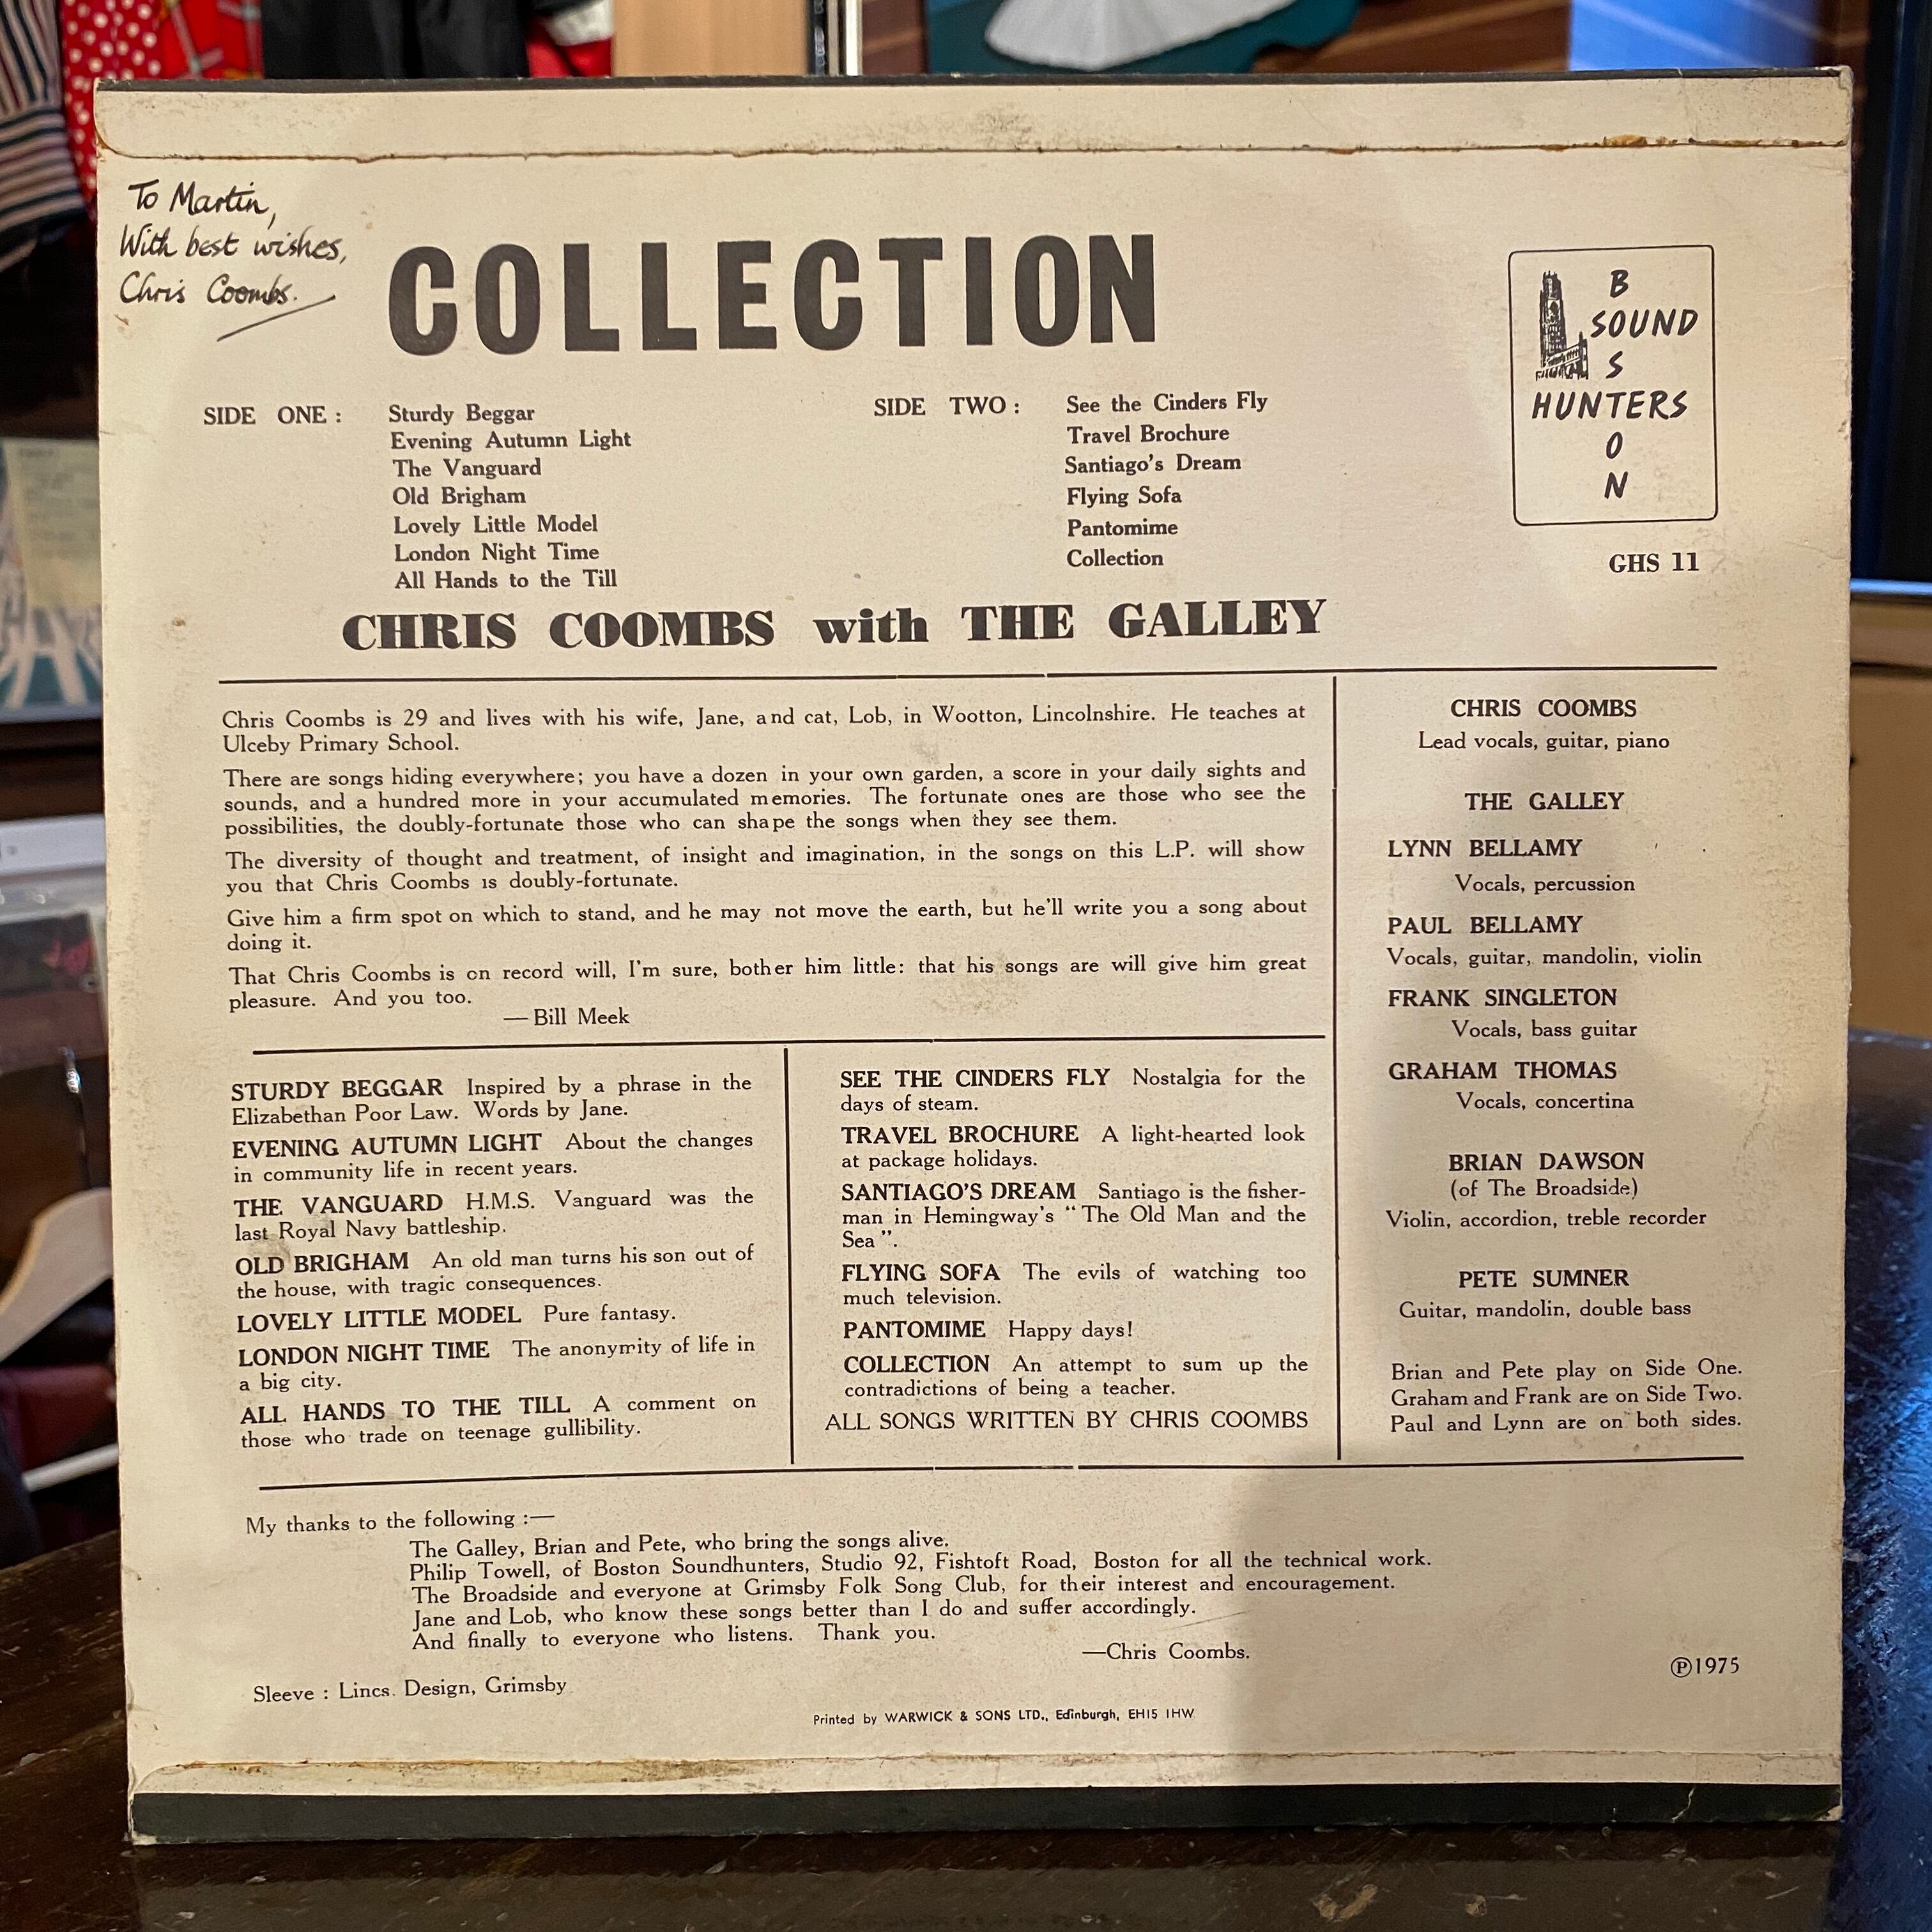 To Martin,
With best wishes,
Chris Coombs.
COLLECTION
SIDE ONE :
Sturdy Beggar
Evening Autumn Light
The Vanguard
Old Brigham
Lovely Little Model
London Night Time
All Hands to the Till
SIDE TWO :
See the Cinders Fly
Travel Brochure
Santiago's Dream
Flying Sofa
Pantomime
Collection
B
SOUND
S
HUNTERS
O
N
GHS 11
CHRIS COOMBS with THE GALLEY
Chris Coombs is 29 and lives with his wife, Jane, and cat, Lob, in Wootton, Lincolnshire. He teaches at
Ulceby Primary School.
There are songs hiding everywhere; you have a dozen in your own garden, a score in your daily sights and
sounds, and a hundred more in your accumulated memories. The fortunate ones are those who see the
possibilities, the doubly-fortunate those who can shape the songs when they see them.
The diversity of thought and treatment, of insight and imagination, in the songs on this L.P. will show
you that Chris Coombs is doubly-fortunate.
Give him a firm spot on which to stand, and he may not move the earth, but he'll write you a song about
doing it.
That Chris Coombs is on record will, I'm sure, bother him little: that his songs are will give him great
pleasure. And you too.
— Bill Meek
STURDY BEGGAR Inspired by a phrase in the
Elizabethan Poor Law. Words by Jane.
EVENING AUTUMN LIGHT About the changes
in community life in recent years.
THE VANGUARD H.M.S. Vanguard was the
last Royal Navy battleship.
OLD BRIGHAM An old man turns his son out of
the house, with tragic consequences.
LOVELY LITTLE MODEL Pure fantasy.
LONDON NIGHT TIME The anonymity of life in
a big city.
ALL HANDS TO THE TILL A comment on
those who trade on teenage gullibility.
SEE THE CINDERS FLY Nostalgia for the
days of steam.
TRAVEL BROCHURE A light-hearted look
at package holidays.
SANTIAGO'S DREAM Santiago is the fisher-
man in Hemingway's "The Old Man and the
Sea".
FLYING SOFA The evils of watching too
much television.
PANTOMIME Happy days!
COLLECTION An attempt to sum up the
contradictions of being a teacher.
ALL SONGS WRITTEN BY CHRIS COOMBS
CHRIS COOMBS
Lead vocals, guitar, piano
THE GALLEY
LYNN BELLAMY
Vocals, percussion
PAUL BELLAMY
Vocals, guitar, mandolin, violin
FRANK SINGLETON
Vocals, bass guitar
GRAHAM THOMAS
Vocals, concertina
BRIAN DAWSON
(of The Broadside)
Violin, accordion, treble recorder
PETE SUMNER
Guitar, mandolin, double bass
Brian and Pete play on Side One.
Graham and Frank are on Side Two.
Paul and Lynn are on both sides.
My thanks to the following :—
The Galley, Brian and Pete, who bring the songs alive.
Philip Towell, of Boston Soundhunters, Studio 92, Fishtoft Road, Boston for all the technical work.
The Broadside and everyone at Grimsby Folk Song Club, for their interest and encouragement.
Jane and Lob, who know these songs better than I do and suffer accordingly.
And finally to everyone who listens. Thank you.
—Chris Coombs.
Ⓟ1975
Sleeve : Lincs. Design, Grimsby
Printed by WARWICK & SONS LTD., Edinburgh, EH15 1HW